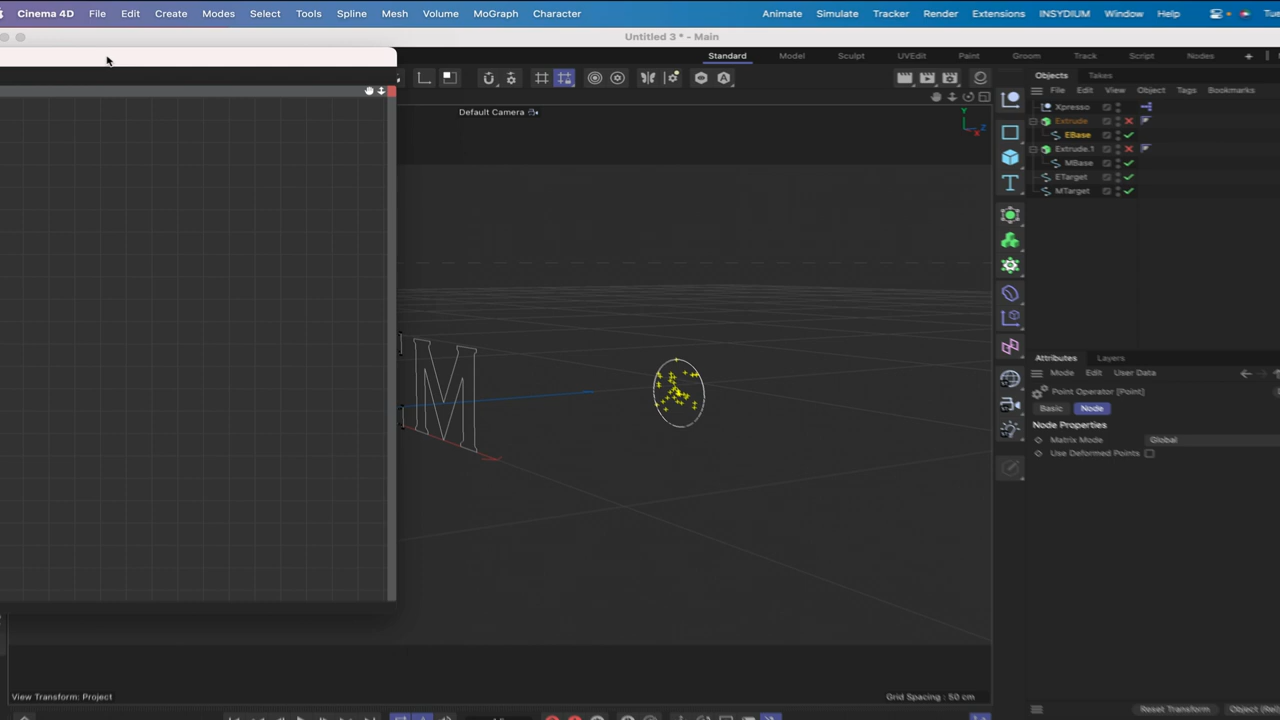 Cinema 4D File Edit Create Modes Select Tools Spline Mesh Volume MoGraph Character Animate Simulate Tracker Render Extensions INSYDIUM Window Help
Untitled 3 * - Main
Standard Model Sculpt UVEdit Paint Groom Track Script Nodes
Objects Takes
File Edit View Object Tags Bookmarks
Default Camera
Xpresso
Extrude
EBase
Extrude.1
MBase
ETarget
MTarget
Y
Z
X
M
Attributes Layers
Mode Edit User Data
Point Operator [Point]
Basic Node
Node Properties
Matrix Mode Global
Use Deformed Points
View Transform: Project
Grid Spacing : 50 cm
Reset Transform